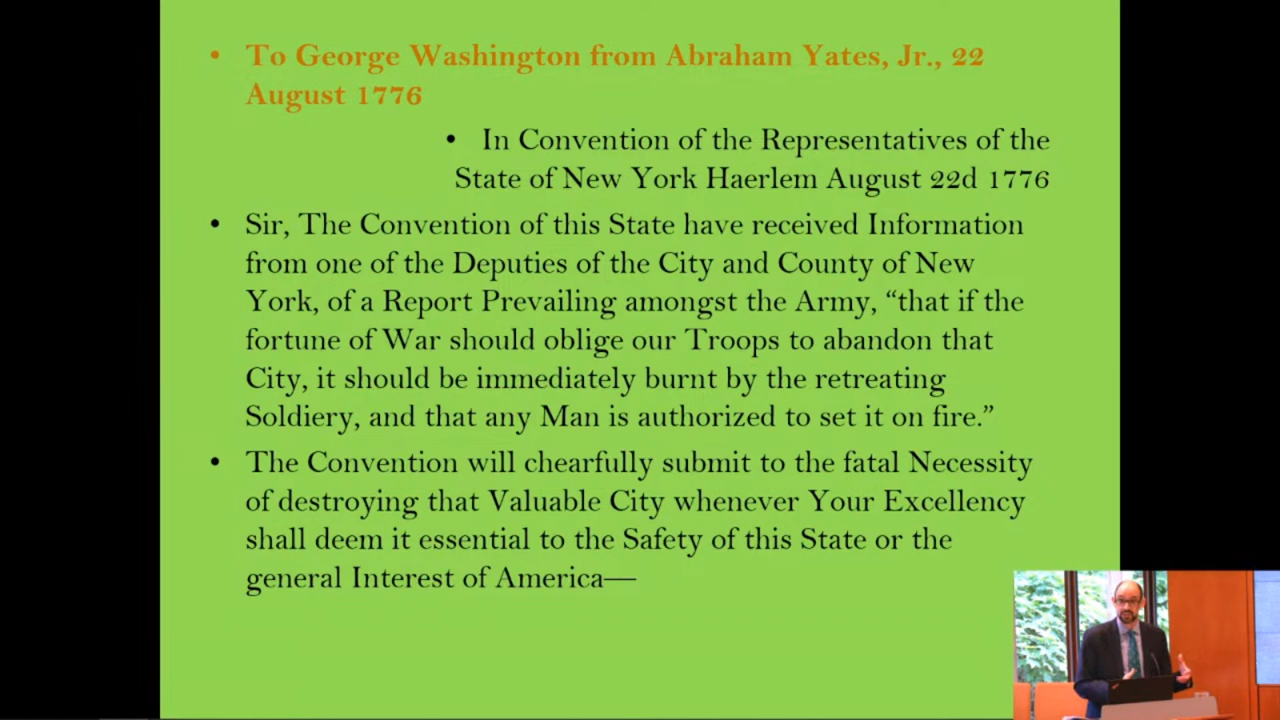 • To George Washington from Abraham Yates, Jr., 22
August 1776
• In Convention of the Representatives of the
State of New York Haerlem August 22d 1776
• Sir, The Convention of this State have received Information
from one of the Deputies of the City and County of New
York, of a Report Prevailing amongst the Army, “that if the
fortune of War should oblige our Troops to abandon that
City, it should be immediately burnt by the retreating
Soldiery, and that any Man is authorized to set it on fire.”
• The Convention will chearfully submit to the fatal Necessity
of destroying that Valuable City whenever Your Excellency
shall deem it essential to the Safety of this State or the
general Interest of America—